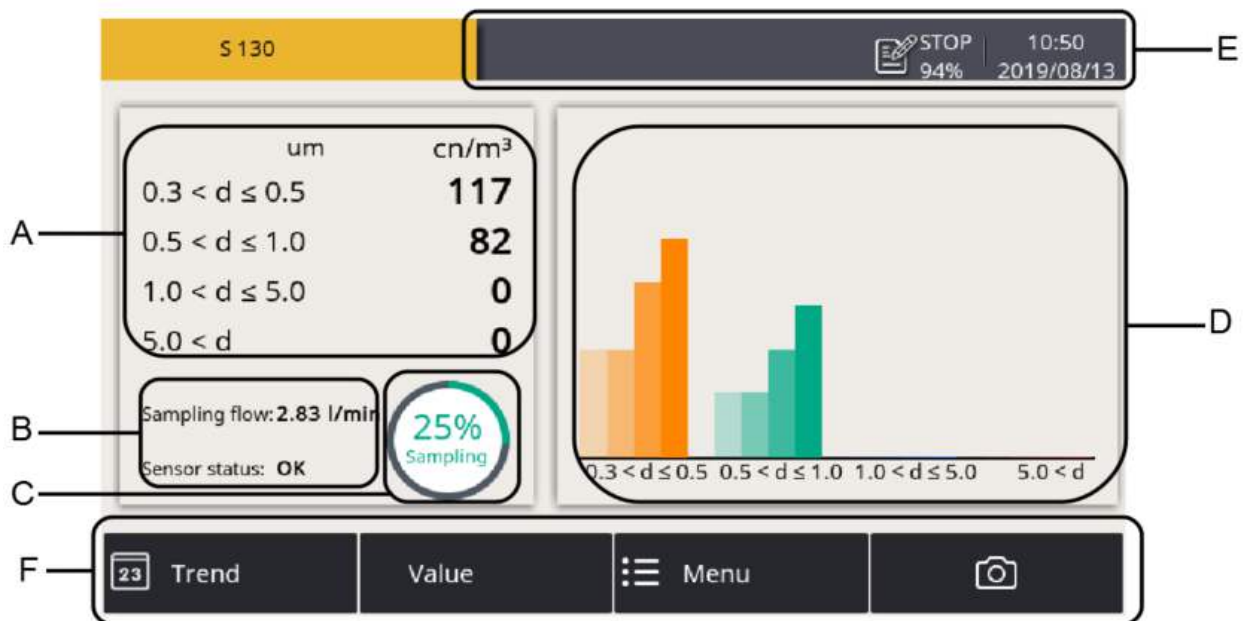 S 130
STOP
94%
10:50
2019/08/13
E
um cn/m³
0.3 < d ≤ 0.5 117
0.5 < d ≤ 1.0 82
1.0 < d ≤ 5.0 0
5.0 < d 0
A
Sampling flow: 2.83 l/min
Sensor status: OK
B
25%
Sampling
C
0.3 < d ≤ 0.5 0.5 < d ≤ 1.0 1.0 < d ≤ 5.0 5.0 < d
D
F
23 Trend Value Menu